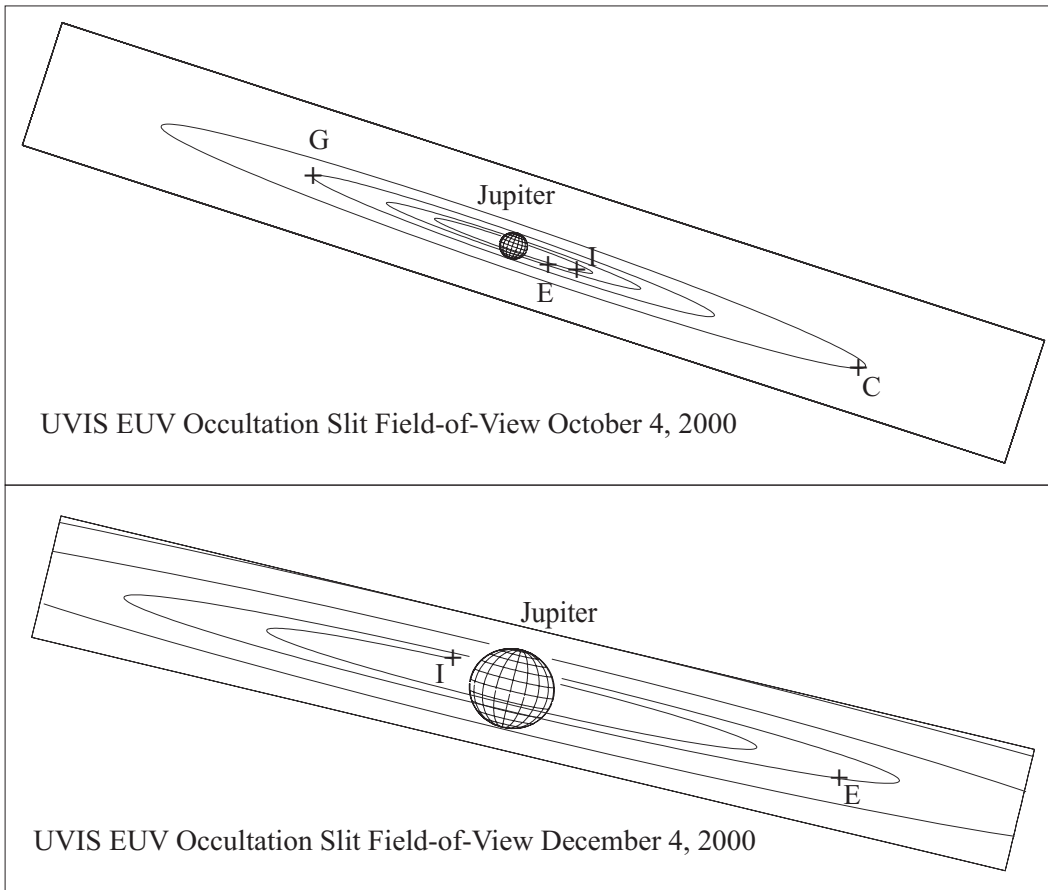 G
Jupiter
I
E
C
UVIS EUV Occultation Slit Field-of-View October 4, 2000
Jupiter
I
E
UVIS EUV Occultation Slit Field-of-View December 4, 2000